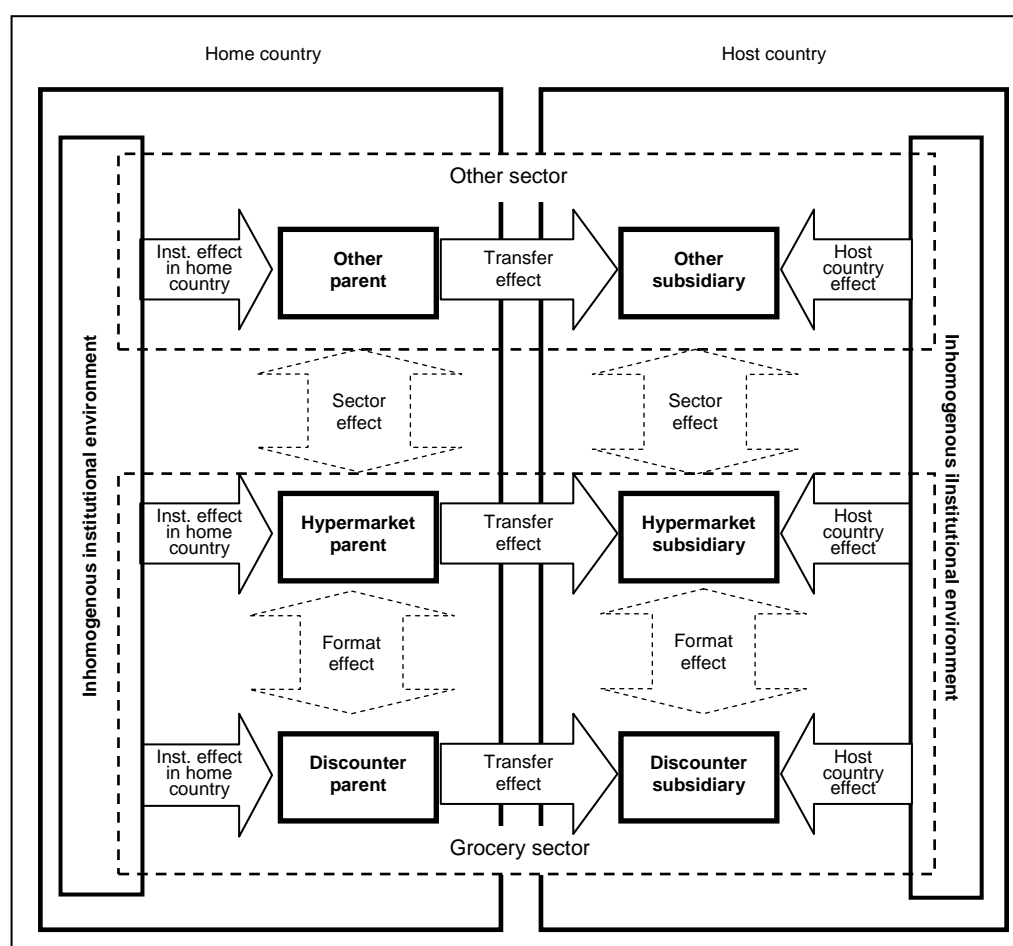 Home country
Host country
Other sector
Inst. effect
in home
country
Other
parent
Transfer
effect
Other
subsidiary
Host
country
effect
Inhomogenous institutional environment
Inhomogenous iInstitutional environment
Sector
effect
Sector
effect
Inst. effect
in home
country
Hypermarket
parent
Transfer
effect
Hypermarket
subsidiary
Host
country
effect
Format
effect
Format
effect
Inst. effect
in home
country
Discounter
parent
Transfer
effect
Discounter
subsidiary
Host
country
effect
Grocery sector